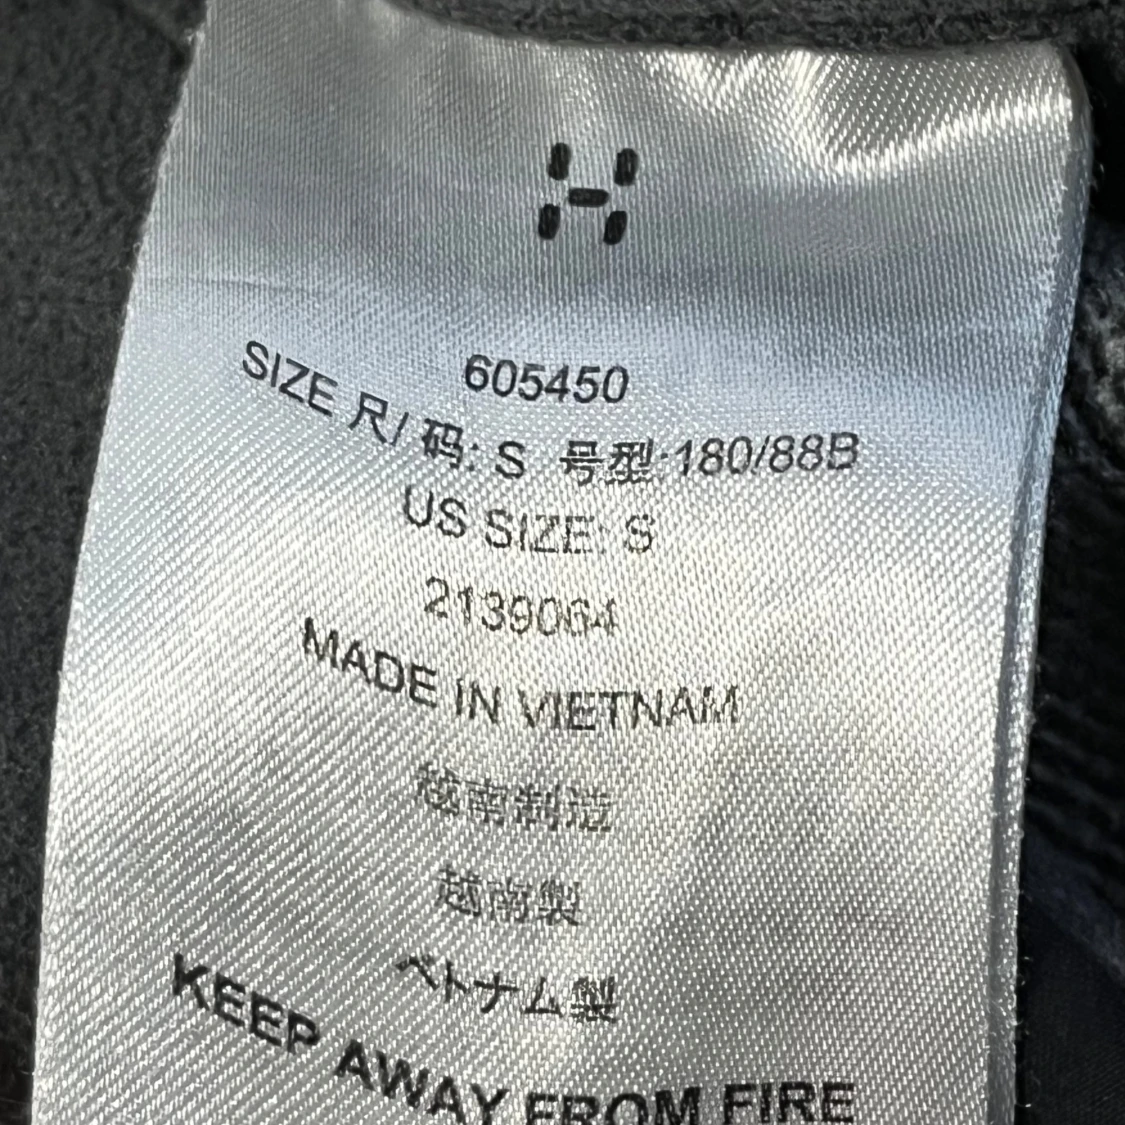 H
605450
SIZE 尺/ 码: S 号型:180/88B
US SIZE: S
2139064
MADE IN VIETNAM
越南制造
越南製
ベトナム製
KEEP AWAY FROM FIRE